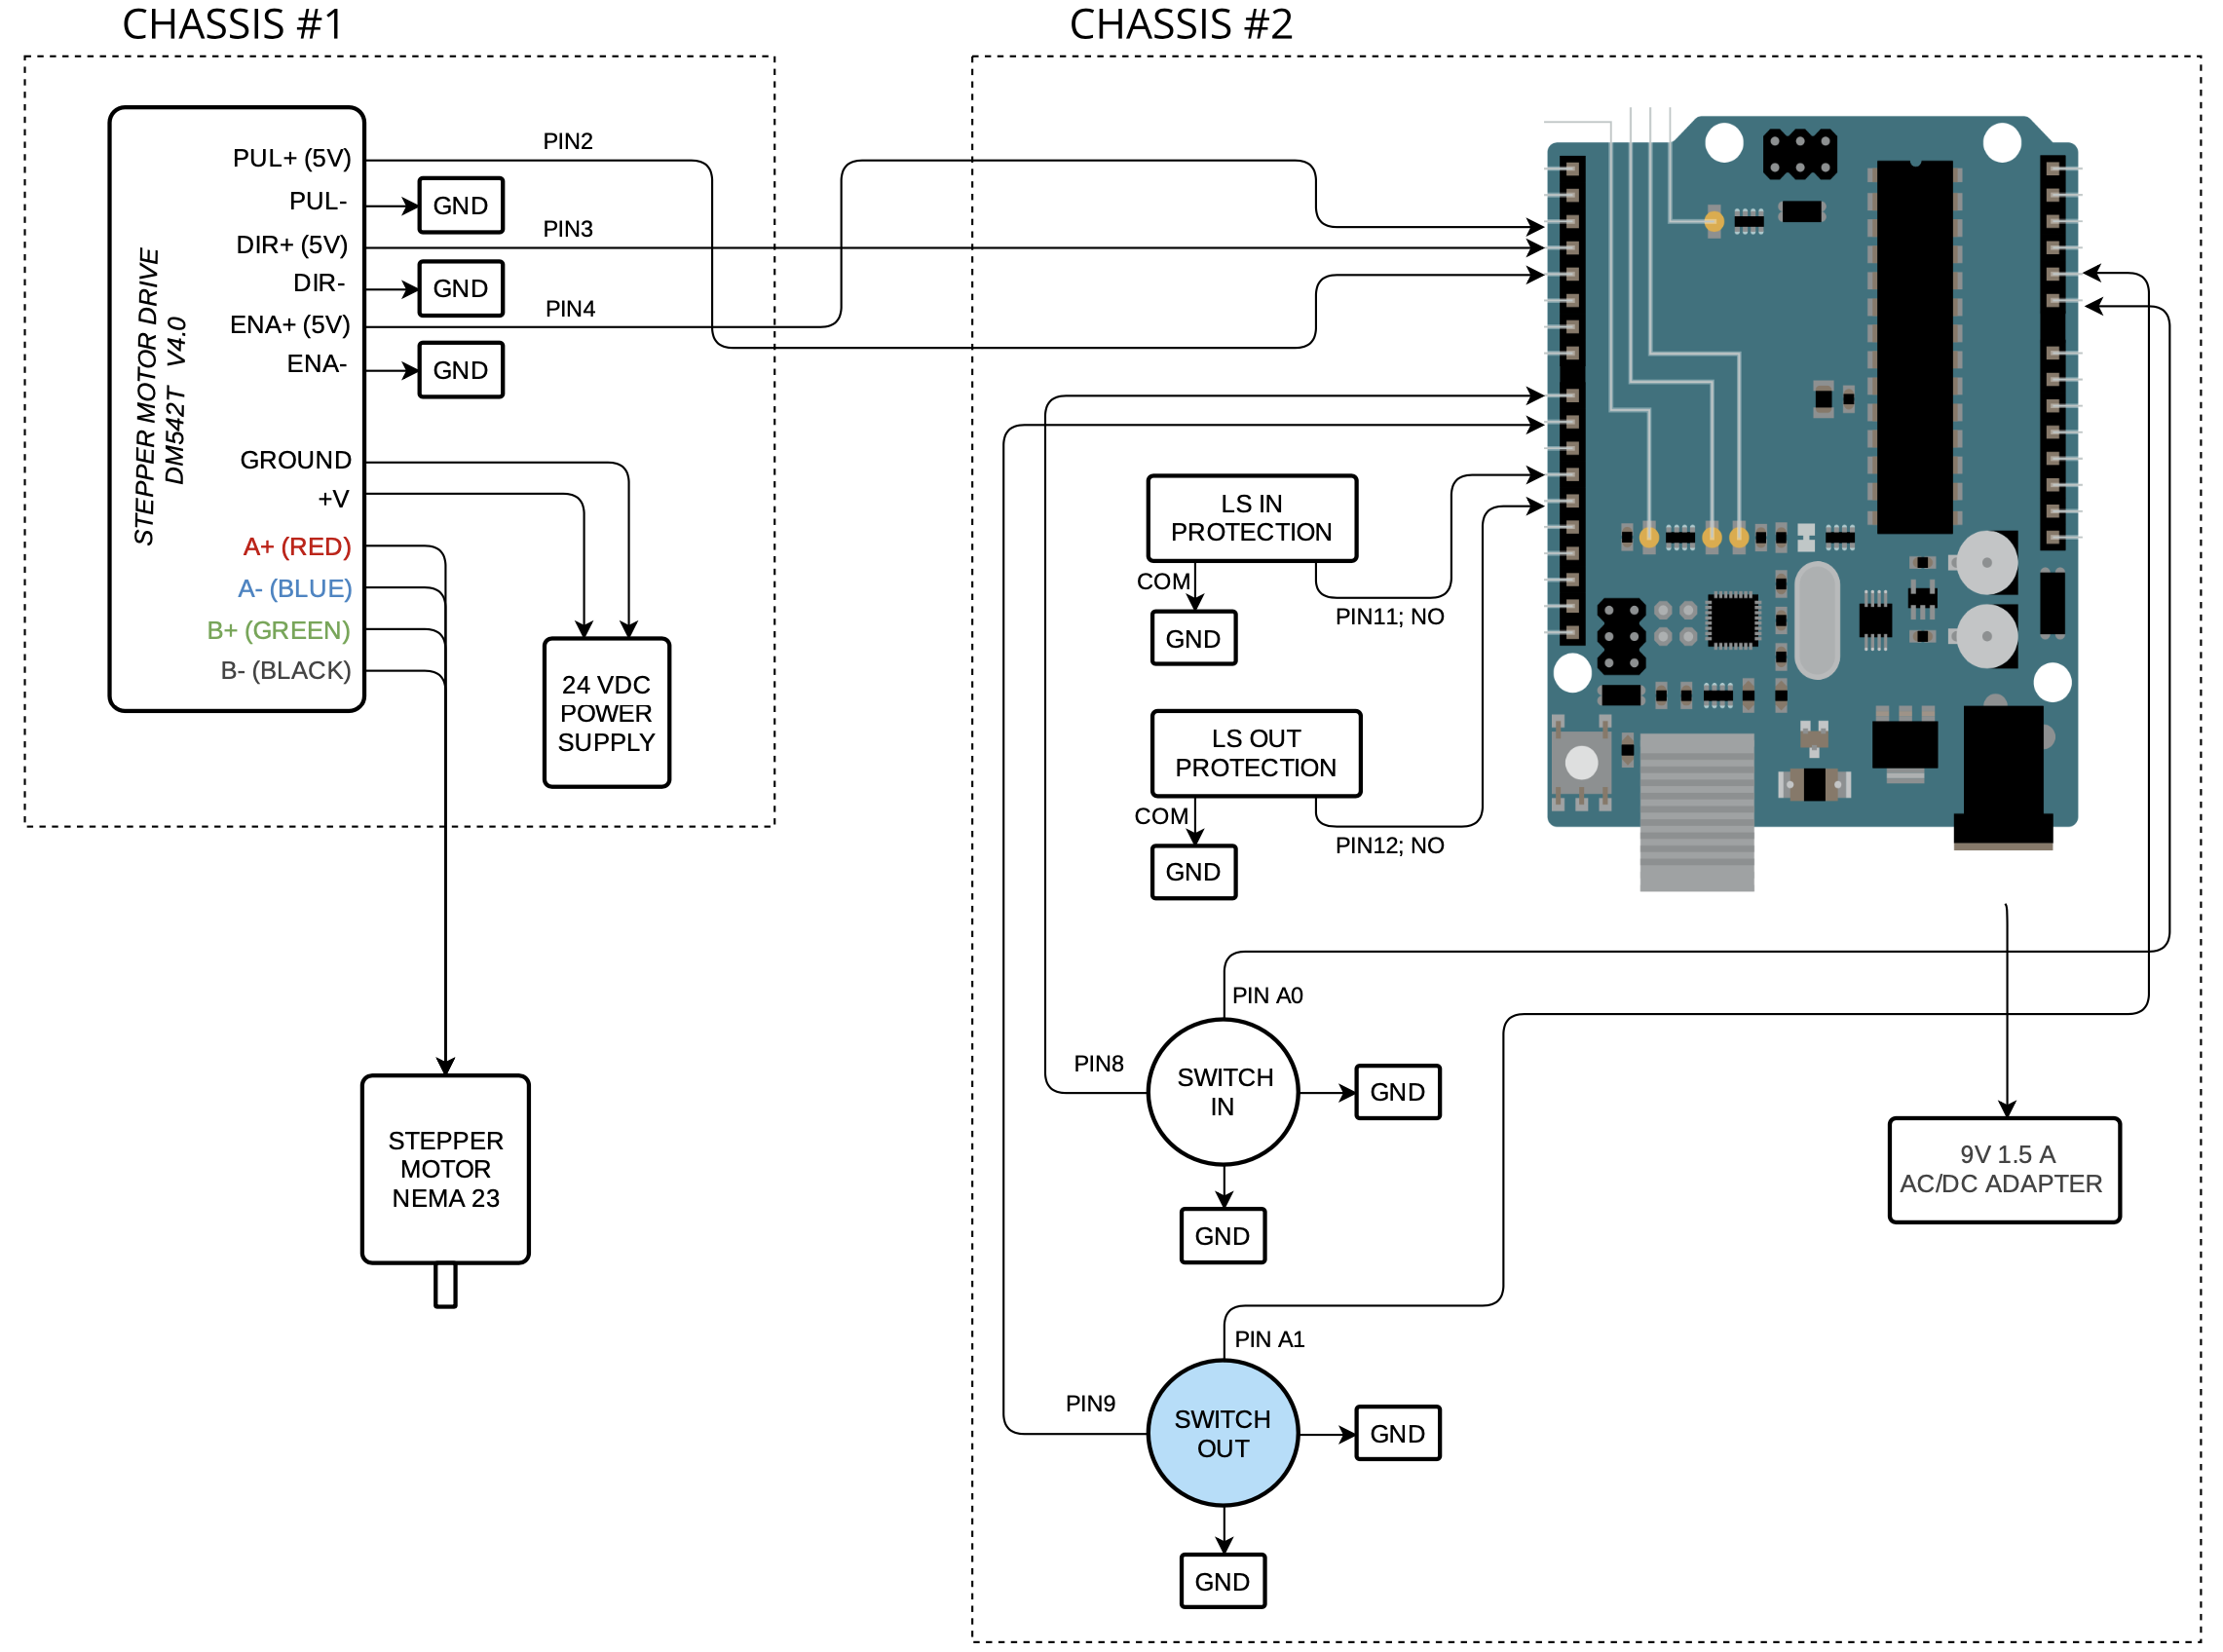 CHASSIS #1
CHASSIS #2
STEPPER MOTOR DRIVE
DM542T V4.0
PUL+ (5V)
PUL-
DIR+ (5V)
DIR-
ENA+ (5V)
ENA-
GROUND
+V
A+ (RED)
A- (BLUE)
B+ (GREEN)
B- (BLACK)
PIN2
GND
PIN3
GND
PIN4
GND
24 VDC
POWER
SUPPLY
STEPPER
MOTOR
NEMA 23
LS IN
PROTECTION
COM
GND
PIN11; NO
LS OUT
PROTECTION
COM
GND
PIN12; NO
PIN A0
PIN8
SWITCH
IN
GND
GND
PIN A1
PIN9
SWITCH
OUT
GND
GND
9V 1.5 A
AC/DC ADAPTER